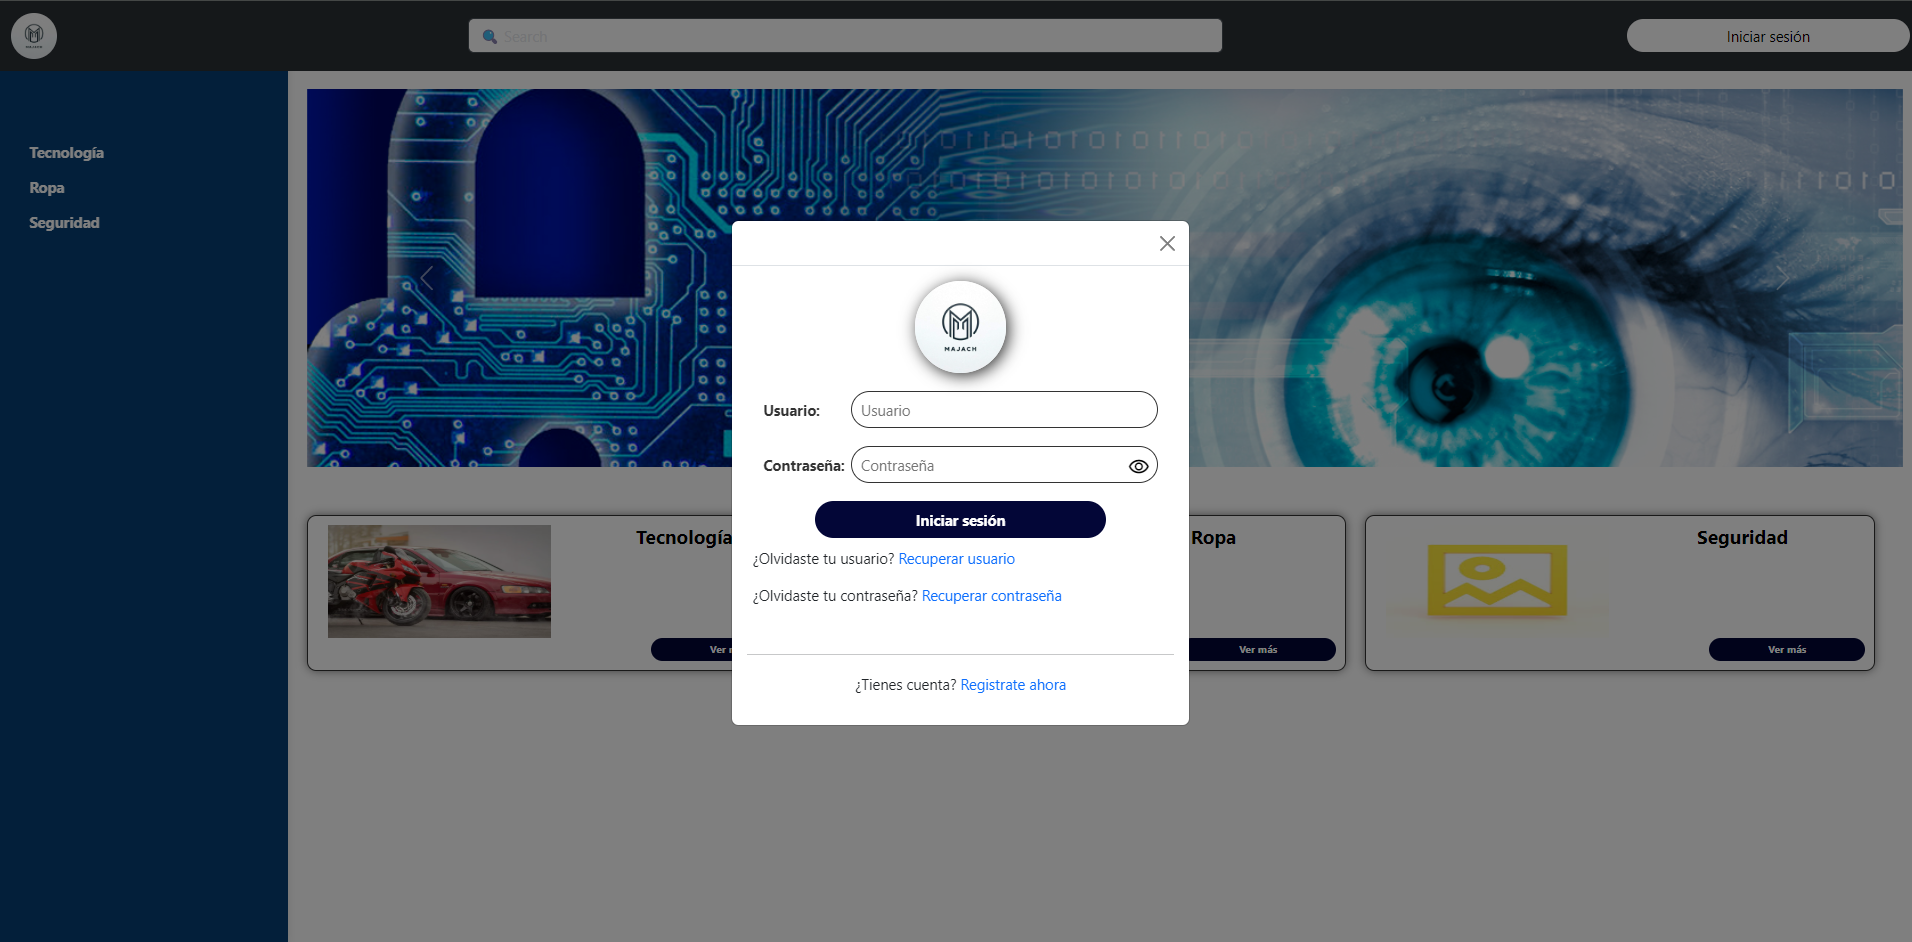 MAJACH
🔍 Search
Iniciar sesión
Tecnología
Ropa
Seguridad
MAJACH
Usuario:
Usuario
Contraseña:
Contraseña
Iniciar sesión
¿Olvidaste tu usuario? Recuperar usuario
¿Olvidaste tu contraseña? Recuperar contraseña
¿Tienes cuenta? Registrate ahora
Tecnología
Ver
Ropa
Ver más
Seguridad
Ver más